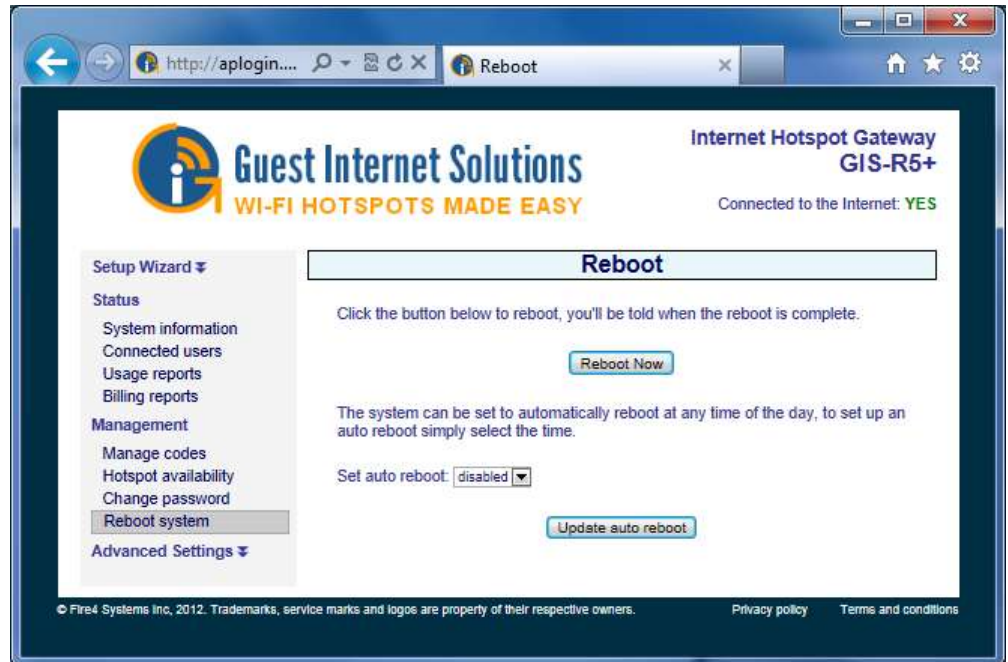 http://aplogin....
Reboot
Guest Internet Solutions
WI-FI HOTSPOTS MADE EASY
Internet Hotspot Gateway
GIS-R5+
Connected to the Internet: YES
Setup Wizard
Status
System information
Connected users
Usage reports
Billing reports
Management
Manage codes
Hotspot availability
Change password
Reboot system
Advanced Settings
Reboot
Click the button below to reboot, you'll be told when the reboot is complete.
Reboot Now
The system can be set to automatically reboot at any time of the day, to set up an
auto reboot simply select the time.
Set auto reboot: disabled
Update auto reboot
© Fire4 Systems Inc, 2012. Trademarks, service marks and logos are property of their respective owners.
Privacy policy
Terms and conditions